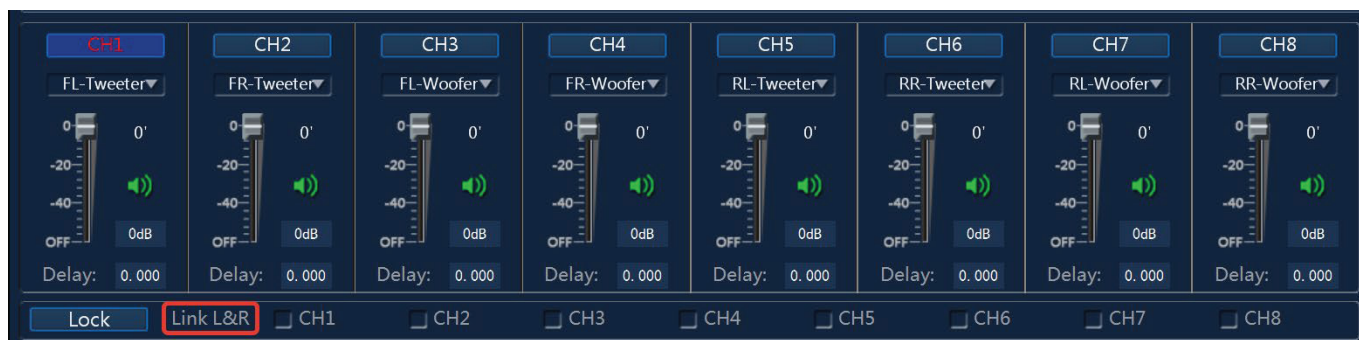 CH1 CH2 CH3 CH4 CH5 CH6 CH7 CH8
FL-Tweeter FR-Tweeter FL-Woofer FR-Woofer RL-Tweeter RR-Tweeter RL-Woofer RR-Woofer
0 0' 0 0' 0 0' 0 0' 0 0' 0 0' 0 0' 0 0'
-20 -20 -20 -20 -20 -20 -20 -20
-40 -40 -40 -40 -40 -40 -40 -40
OFF 0dB OFF 0dB OFF 0dB OFF 0dB OFF 0dB OFF 0dB OFF 0dB OFF 0dB
Delay: 0.000 Delay: 0.000 Delay: 0.000 Delay: 0.000 Delay: 0.000 Delay: 0.000 Delay: 0.000 Delay: 0.000
Lock Link L&R CH1 CH2 CH3 CH4 CH5 CH6 CH7 CH8